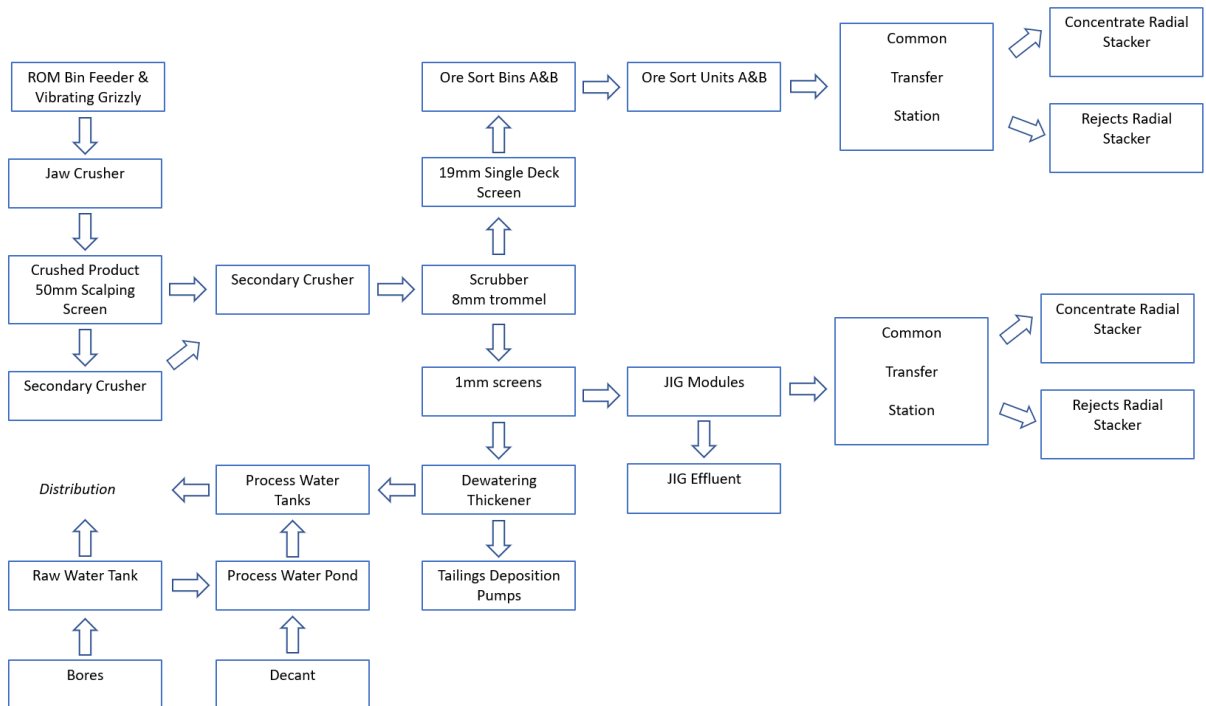 ROM Bin Feeder &
Vibrating Grizzly
Jaw Crusher
Crushed Product
50mm Scalping
Screen
Secondary Crusher
Secondary Crusher
Scrubber
8mm trommel
19mm Single Deck
Screen
Ore Sort Bins A&B
Ore Sort Units A&B
Common
Transfer
Station
Concentrate Radial
Stacker
Rejects Radial
Stacker
1mm screens
JIG Modules
JIG Effluent
Common
Transfer
Station
Concentrate Radial
Stacker
Rejects Radial
Stacker
Dewatering
Thickener
Tailings Deposition
Pumps
Process Water
Tanks
Distribution
Raw Water Tank
Process Water Pond
Bores
Decant